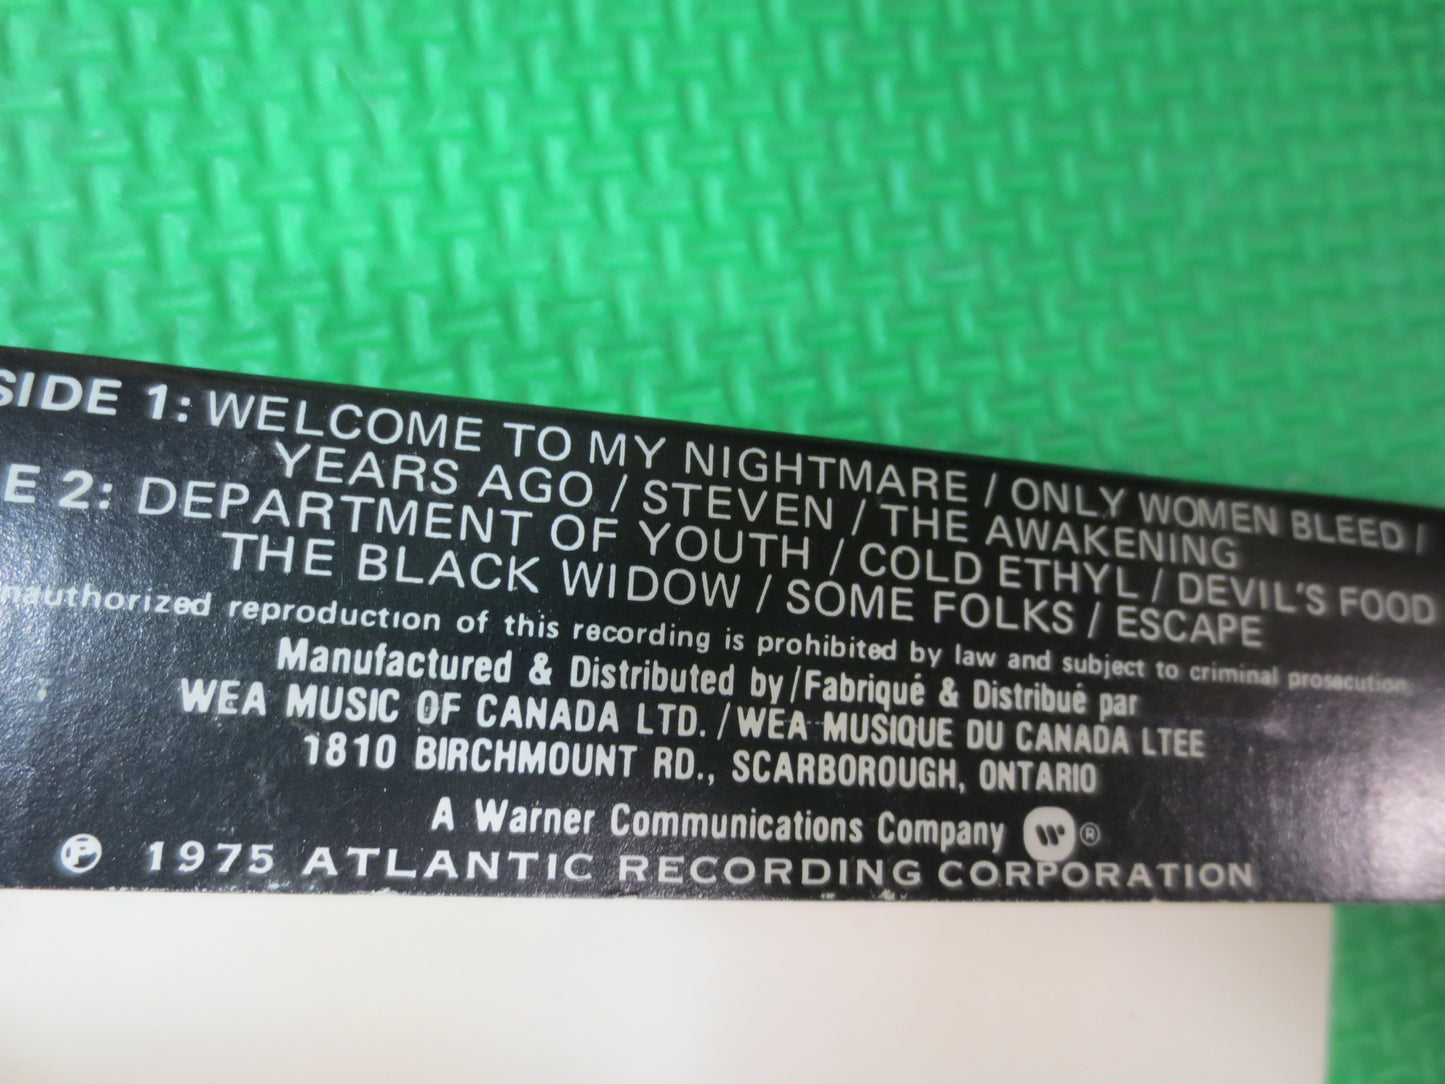 SIDE 1: WELCOME TO MY NIGHTMARE / ONLY WOMEN BLEED /
YEARS AGO / STEVEN / THE AWAKENING
E 2: DEPARTMENT OF YOUTH / COLD ETHYL / DEVIL'S FOOD
THE BLACK WIDOW / SOME FOLKS / ESCAPE
nauthorized reproduction of this recording is prohibited by law and subject to criminal prosecution.
Manufactured & Distributed by/Fabriqué & Distribué par
WEA MUSIC OF CANADA LTD./WEA MUSIQUE DU CANADA LTEE
1810 BIRCHMOUNT RD., SCARBOROUGH, ONTARIO
A Warner Communications Company W ®
℗ 1975 ATLANTIC RECORDING CORPORATION